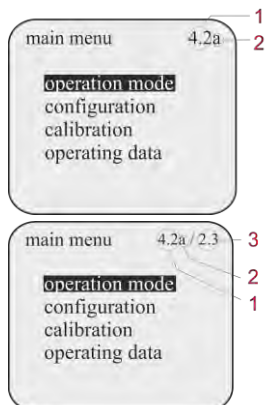 1
main menu 4.2a 2
operation mode
configuration
calibration
operating data
main menu 4.2a / 2.3 3
2
operation mode 1
configuration
calibration
operating data